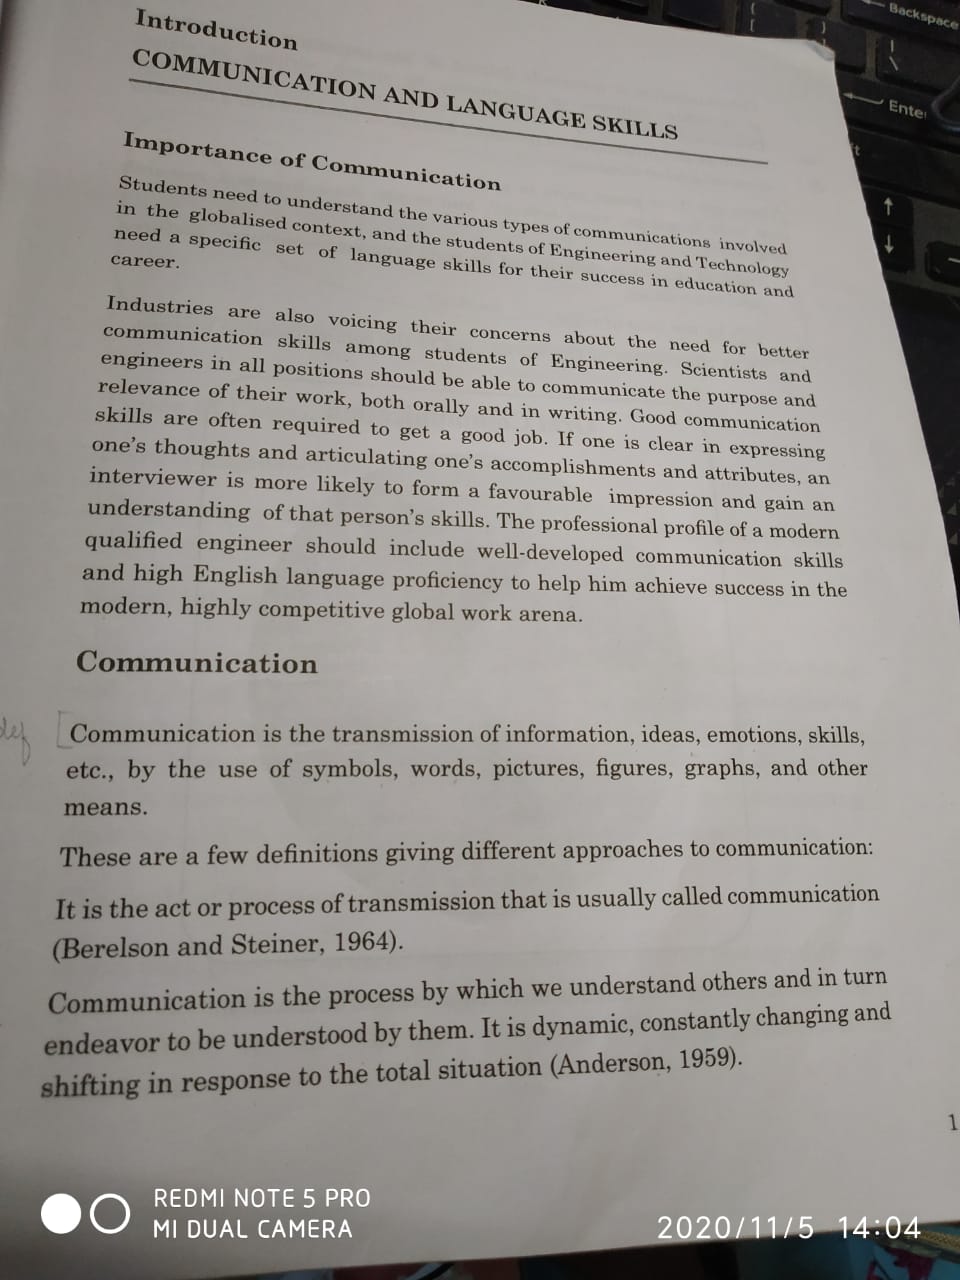 Introduction
COMMUNICATION AND LANGUAGE SKILLS
Importance of Communication
Students need to understand the various types of communications involved
in the globalised context, and the students of Engineering and Technology
need a specific set of language skills for their success in education and
career.
Industries are also voicing their concerns about the need for better
communication skills among students of Engineering. Scientists and
engineers in all positions should be able to communicate the purpose and
relevance of their work, both orally and in writing. Good communication
skills are often required to get a good job. If one is clear in expressing
one's thoughts and articulating one's accomplishments and attributes, an
interviewer is more likely to form a favourable impression and gain an
understanding of that person's skills. The professional profile of a modern
qualified engineer should include well-developed communication skills
and high English language proficiency to help him achieve success in the
modern, highly competitive global work arena.
Communication
def
Communication is the transmission of information, ideas, emotions, skills,
etc., by the use of symbols, words, pictures, figures, graphs, and other
means.
These are a few definitions giving different approaches to communication:
It is the act or process of transmission that is usually called communication
(Berelson and Steiner, 1964).
Communication is the process by which we understand others and in turn
endeavor to be understood by them. It is dynamic, constantly changing and
shifting in response to the total situation (Anderson, 1959).
1
Backspace
Enter
REDMI NOTE 5 PRO
MI DUAL CAMERA
2020/11/5 14:04